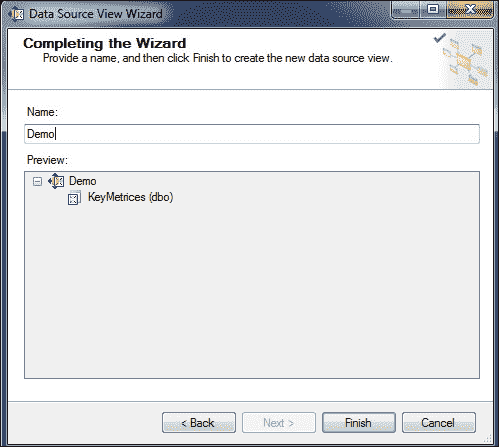 Data Source View Wizard
Completing the Wizard
Provide a name, and then click Finish to create the new data source view.
Name:
Demo
Preview:
Demo
KeyMetrices (dbo)
< Back
Next >
Finish
Cancel